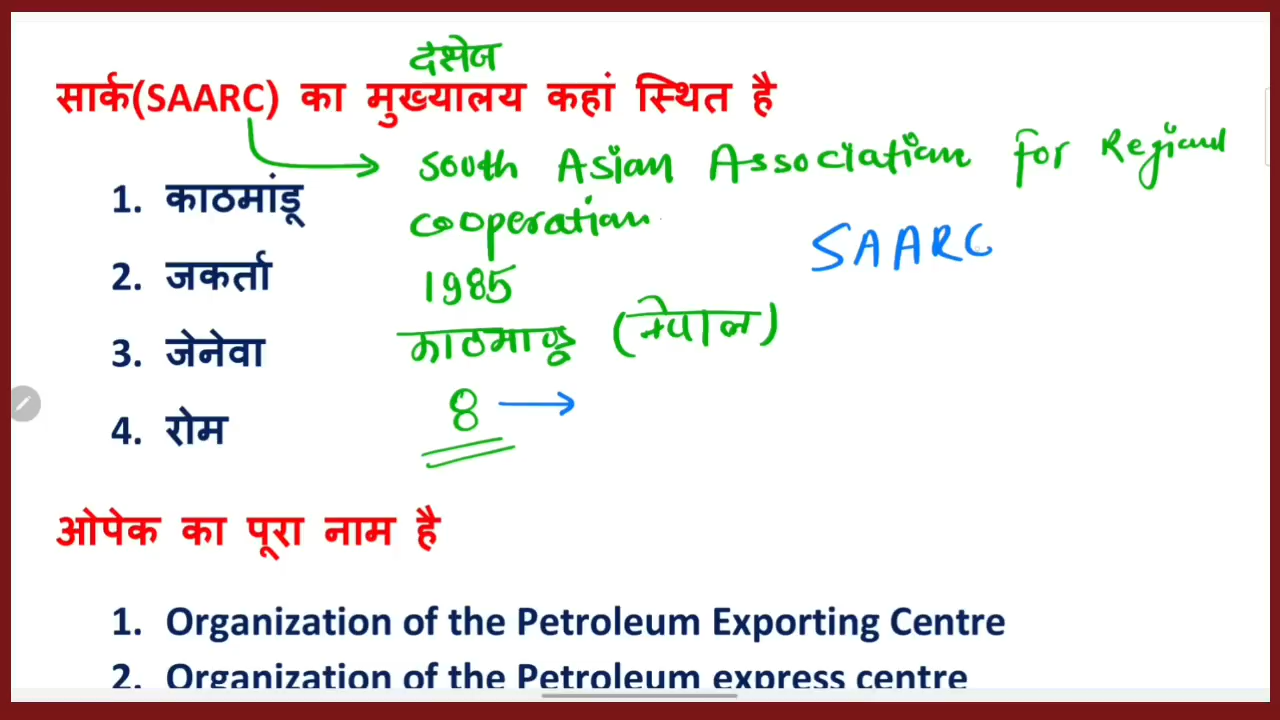 दक्षेस
सार्क(SAARC) का मुख्यालय कहां स्थित है
South Asian Association for Regional
cooperation
SAARC
1. काठमांडू
2. जकर्ता
1985
3. जेनेवा
काठमाण्डू (नेपाल)
8
4. रोम
ओपेक का पूरा नाम है
1. Organization of the Petroleum Exporting Centre
2. Organization of the Petroleum express centre